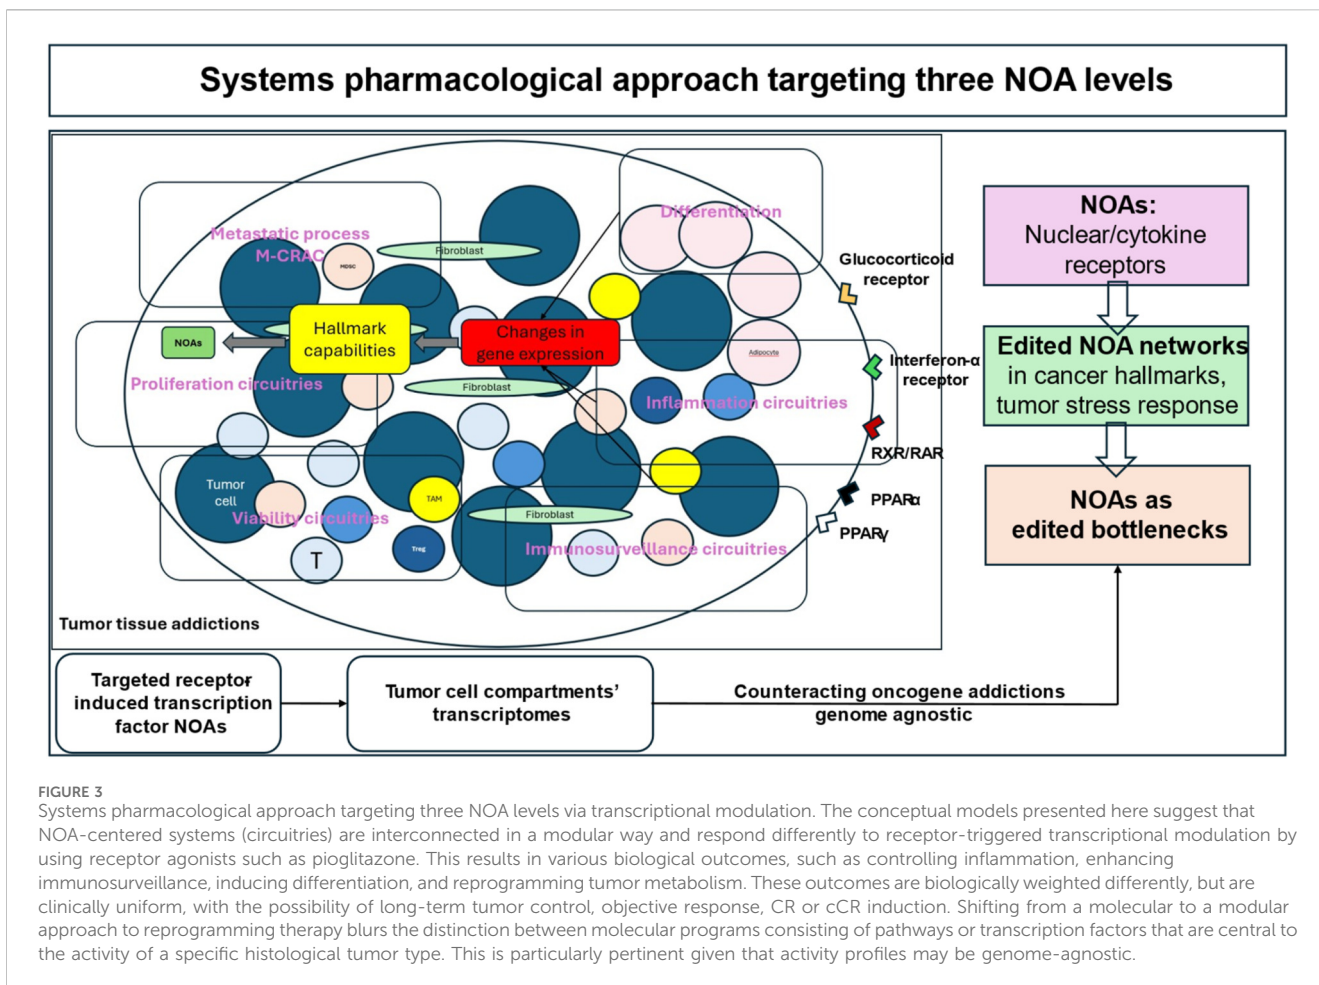 Systems pharmacological approach targeting three NOA levels
Metastatic process
M-CRAC
MDSC
Fibroblast
Differentiation
Glucocorticoid
receptor
NOAs
Hallmark
capabilities
Changes in
gene expression
Adipocyte
Interferon-α
receptor
Proliferation circuitries
Fibroblast
Inflammation circuitries
RXR/RAR
Tumor
cell
TAM
PPARα
Viability circuitries
Fibroblast
PPARγ
T
Treg
Immunosurveillance circuitries
Tumor tissue addictions
NOAs:
Nuclear/cytokine
receptors
Edited NOA networks
in cancer hallmarks,
tumor stress response
NOAs as
edited bottlenecks
Targeted receptor-
induced transcription
factor NOAs
Tumor cell compartments’
transcriptomes
Counteracting oncogene addictions
genome agnostic
FIGURE 3
Systems pharmacological approach targeting three NOA levels via transcriptional modulation. The conceptual models presented here suggest that
NOA-centered systems (circuitries) are interconnected in a modular way and respond differently to receptor-triggered transcriptional modulation by
using receptor agonists such as pioglitazone. This results in various biological outcomes, such as controlling inflammation, enhancing
immunosurveillance, inducing differentiation, and reprogramming tumor metabolism. These outcomes are biologically weighted differently, but are
clinically uniform, with the possibility of long-term tumor control, objective response, CR or cCR induction. Shifting from a molecular to a modular
approach to reprogramming therapy blurs the distinction between molecular programs consisting of pathways or transcription factors that are central to
the activity of a specific histological tumor type. This is particularly pertinent given that activity profiles may be genome-agnostic.